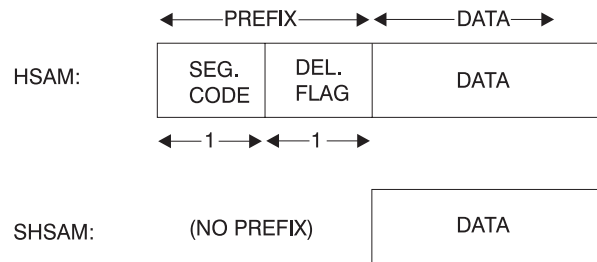 PREFIX DATA
HSAM: SEG. CODE DEL. FLAG DATA
1 1
SHSAM: (NO PREFIX) DATA